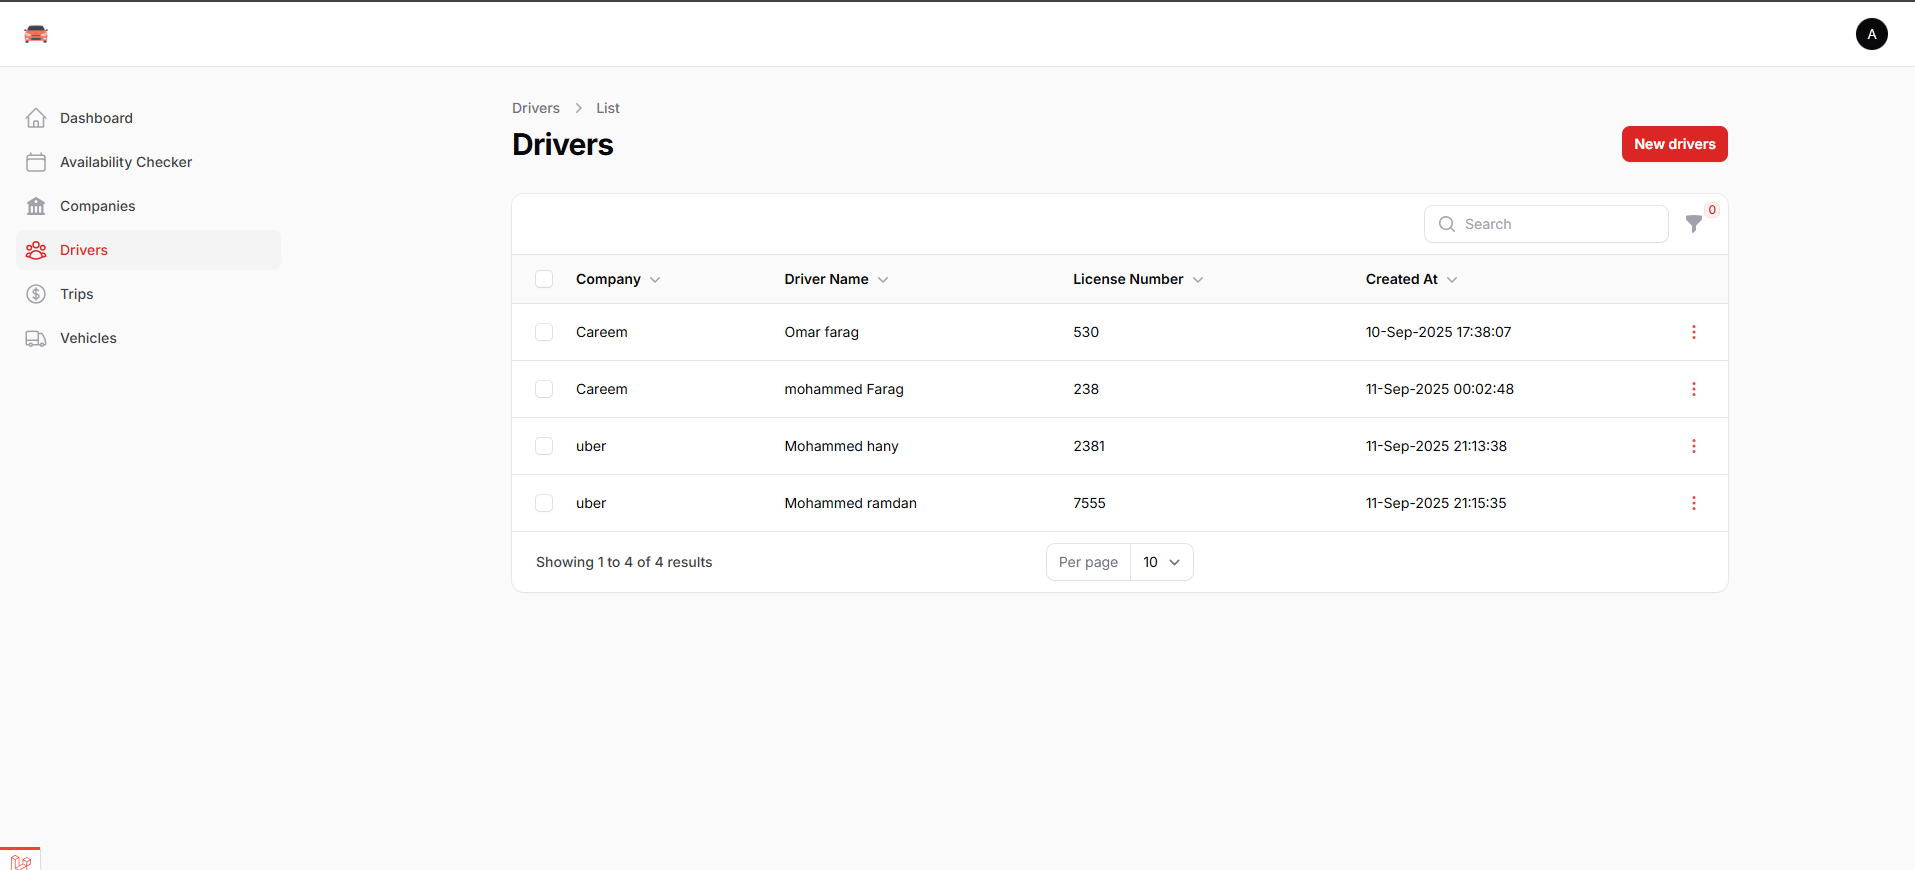 A
Dashboard
Availability Checker
Companies
Drivers
Trips
Vehicles
Drivers > List
Drivers
New drivers
Search
0
Company Driver Name License Number Created At
Careem Omar farag 530 10-Sep-2025 17:38:07
Careem mohammed Farag 238 11-Sep-2025 00:02:48
uber Mohammed hany 2381 11-Sep-2025 21:13:38
uber Mohammed ramdan 7555 11-Sep-2025 21:15:35
Showing 1 to 4 of 4 results Per page 10